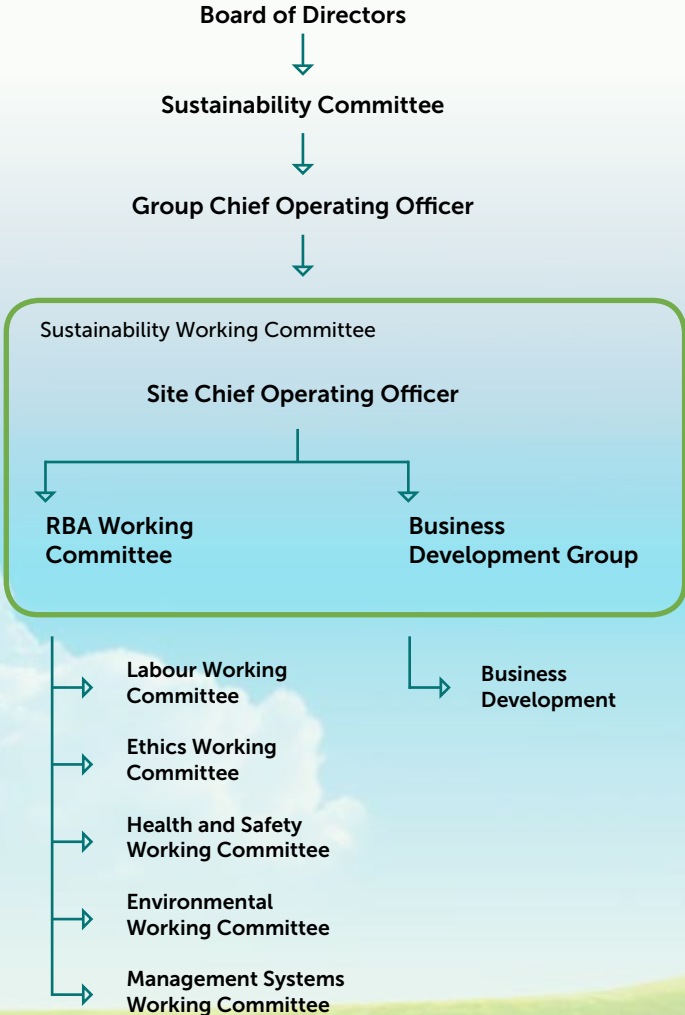 Board of Directors
Sustainability Committee
Group Chief Operating Officer
Sustainability Working Committee
Site Chief Operating Officer
RBA Working
Committee
Business
Development Group
Labour Working
Committee
Business
Development
Ethics Working
Committee
Health and Safety
Working Committee
Environmental
Working Committee
Management Systems
Working Committee